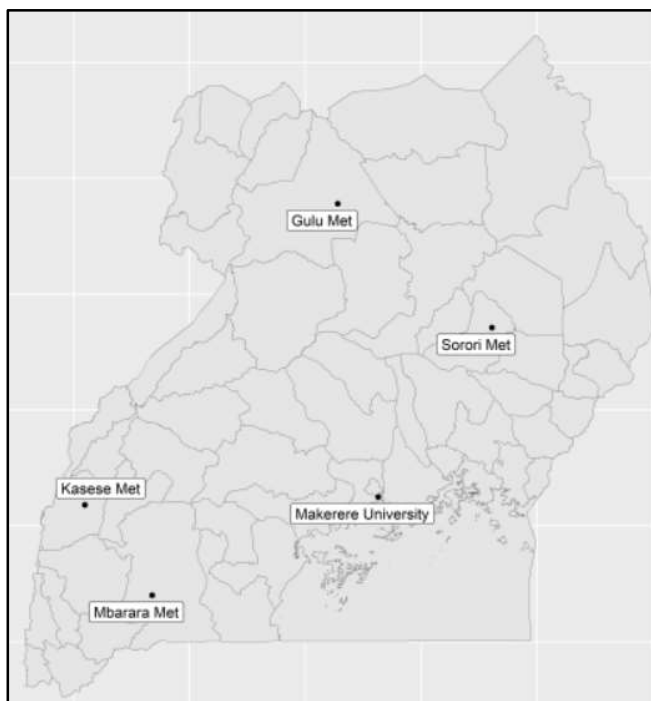 Gulu Met
Sorori Met
Kasese Met
Makerere University
Mbarara Met